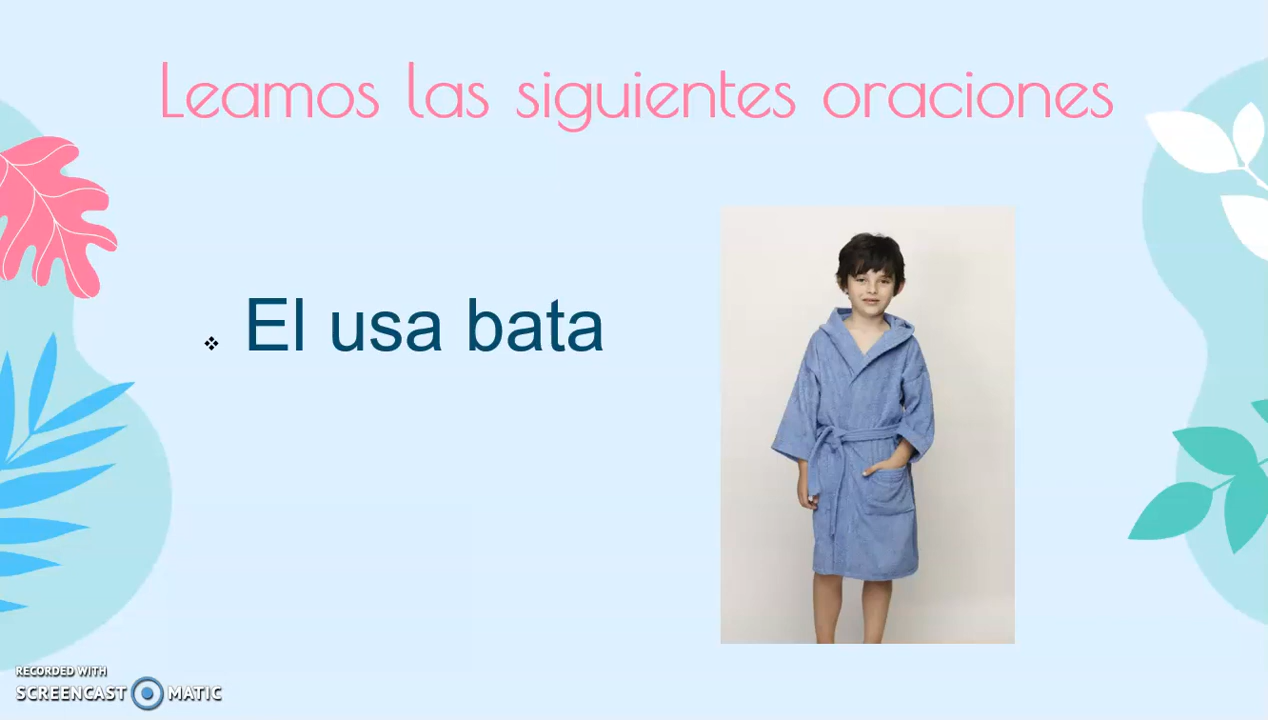 Leamos las siguientes oraciones
El usa bata
RECORDED WITH
SCREENCAST MATIC